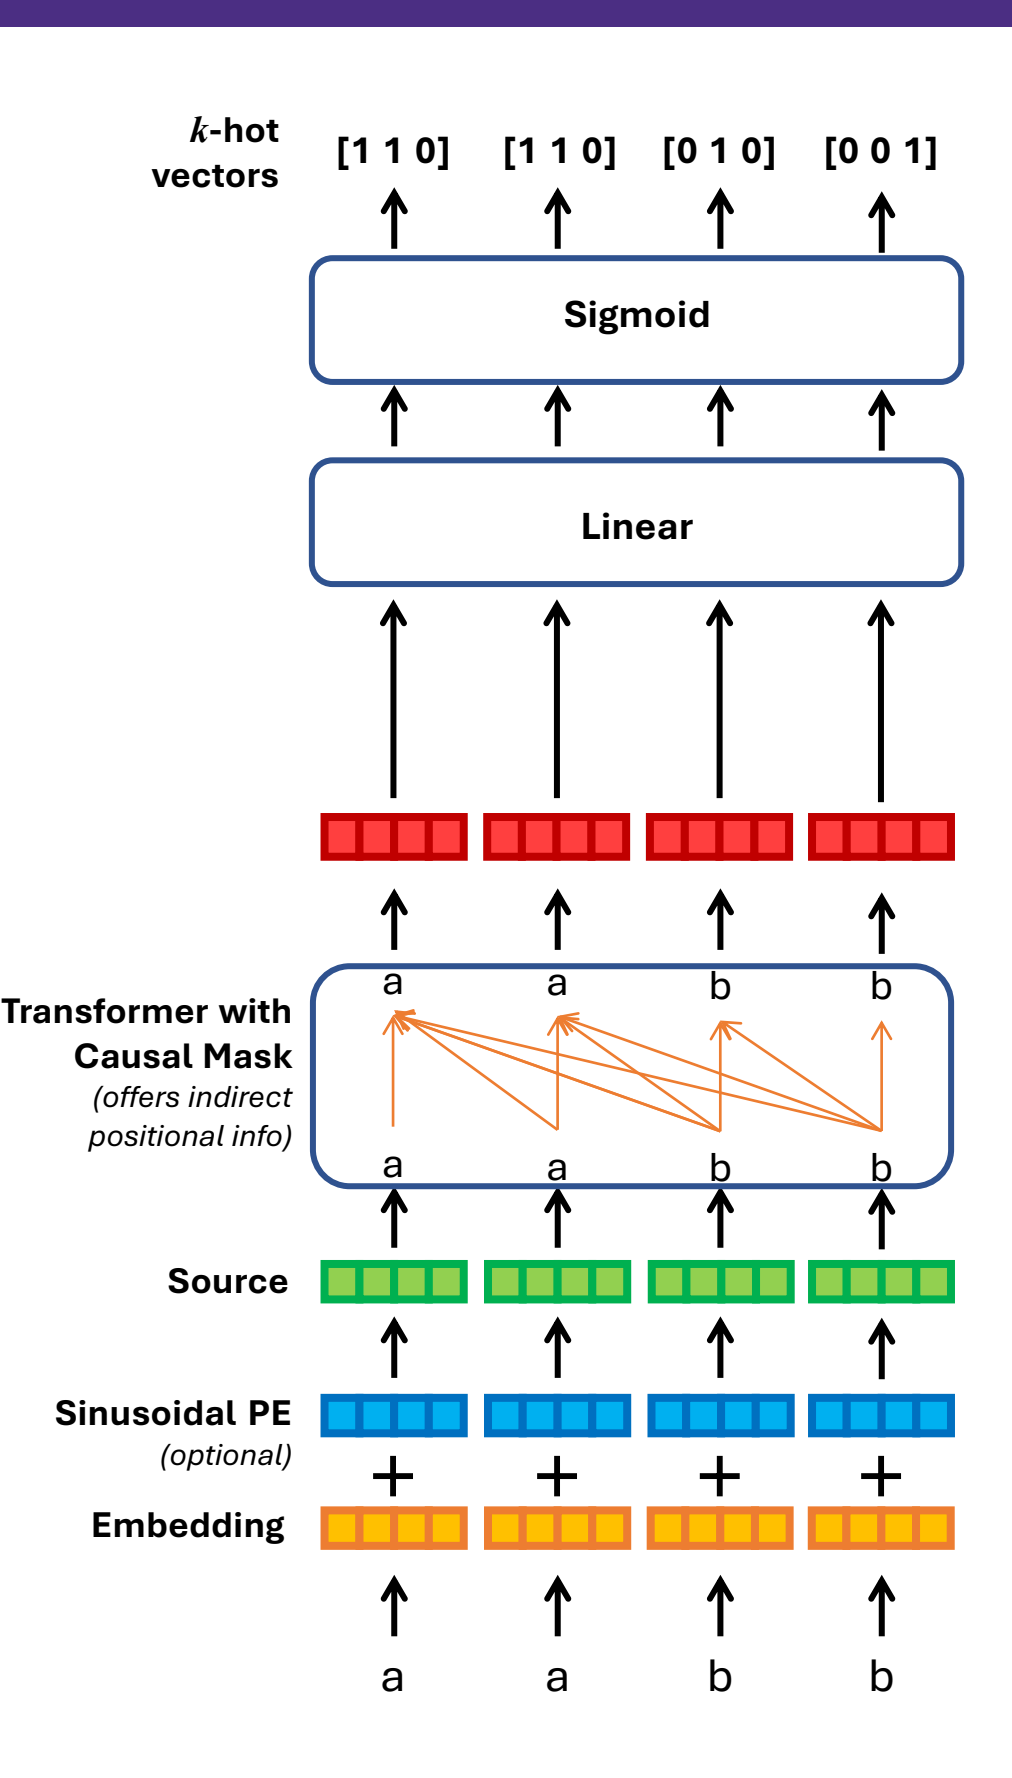 k-hot
vectors
[1 1 0] [1 1 0] [0 1 0] [0 0 1]
Sigmoid
Linear
a a b b
Transformer with
Causal Mask
(offers indirect
positional info)
a a b b
Source
Sinusoidal PE
(optional)
+ + + +
Embedding
a a b b